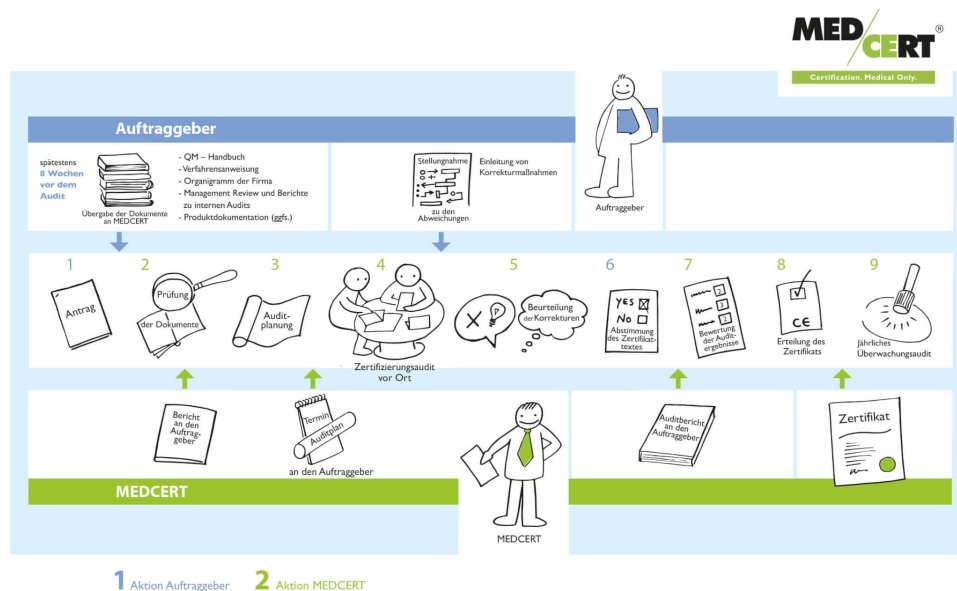 MED/CERT®
Certification. Medical Only.
Auftraggeber
spätestens
8 Wochen
vor dem
Audit
Übergabe der Dokumente
an MEDCERT
- QM – Handbuch
- Verfahrensanweisung
- Organigramm der Firma
- Management Review und Berichte
zu internen Audits
- Produktdokumentation (ggfs.)
Stellungnahme
zu den
Abweichungen
Einleitung von
Korrekturmaßnahmen
Auftraggeber
1
Antrag
2
Prüfung
der Dokumente
3
Audit-
planung
4
Zertifizierungsaudit
vor Ort
5
X
Beurteilung
der Korrekturen
6
YES
NO
Abstimmung
des Zertifikat-
textes
7
2
2
2
Bewertung
der Audit-
ergebnisse
8
CE
Erteilung des
Zertifikats
9
Jährliches
Überwachungsaudit
Bericht
an den
Auftrag-
geber
Termin
Auditplan
an den Auftraggeber
MEDCERT
Auditbericht
an den
Auftraggeber
Zertifikat
MEDCERT
1 Aktion Auftraggeber
2 Aktion MEDCERT